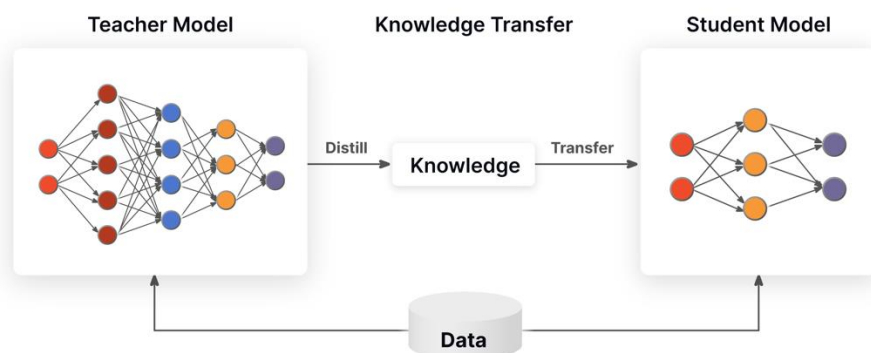 Teacher Model
Knowledge Transfer
Student Model
Distill
Knowledge
Transfer
Data